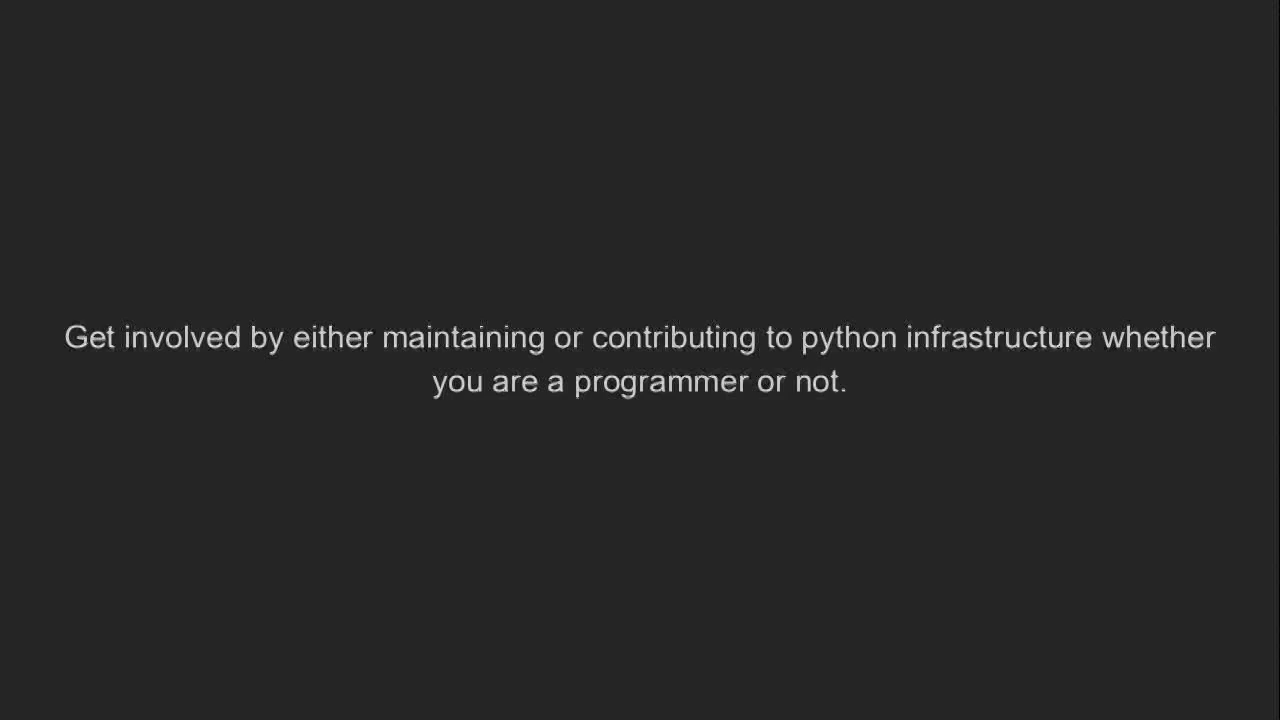 Get involved by either maintaining or contributing to python infrastructure whether
you are a programmer or not.